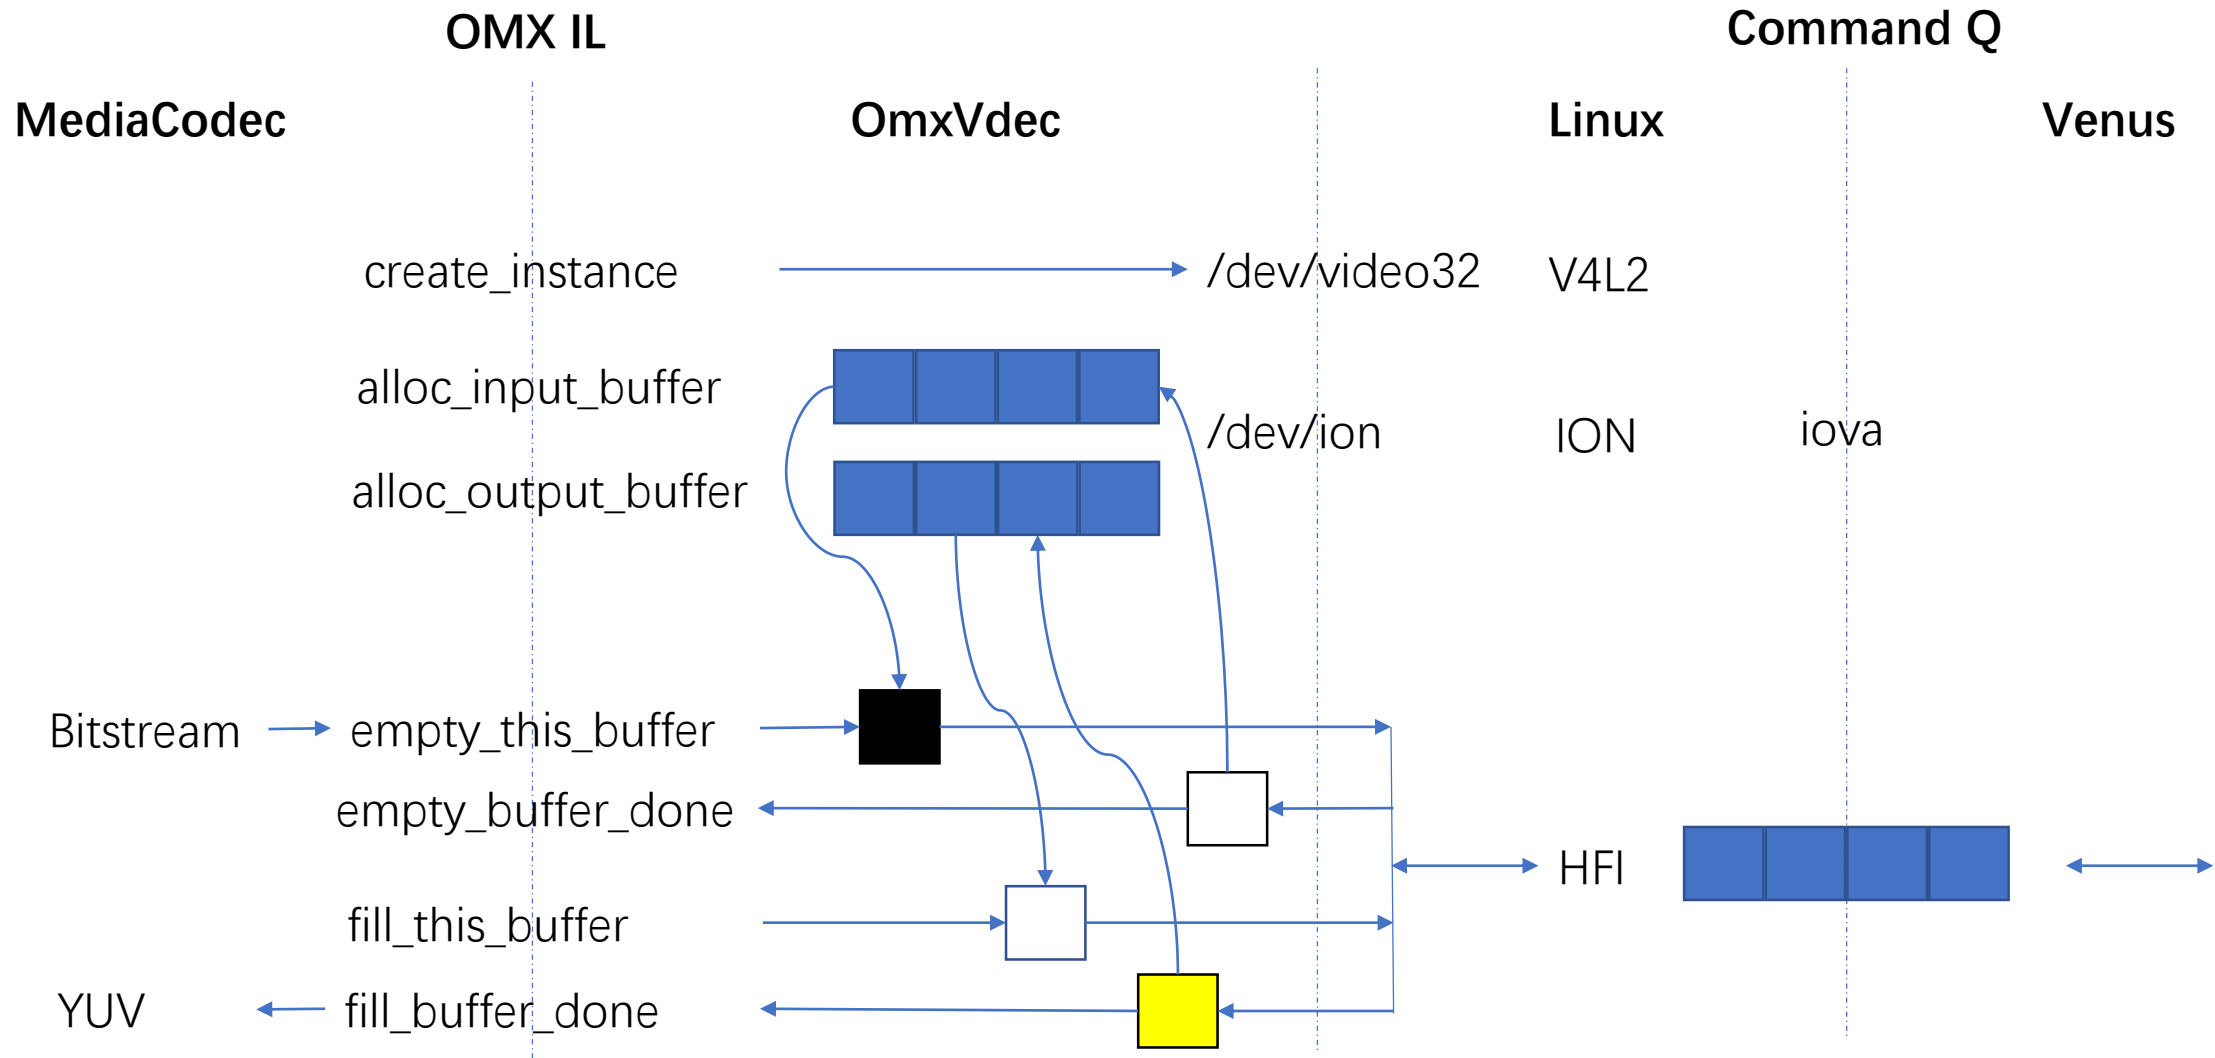 OMX IL
Command Q
MediaCodec
OmxVdec
Linux
Venus
create_instance
/dev/video32
V4L2
alloc_input_buffer
/dev/ion
ION
iova
alloc_output_buffer
Bitstream
empty_this_buffer
empty_buffer_done
HFI
fill_this_buffer
YUV
fill_buffer_done